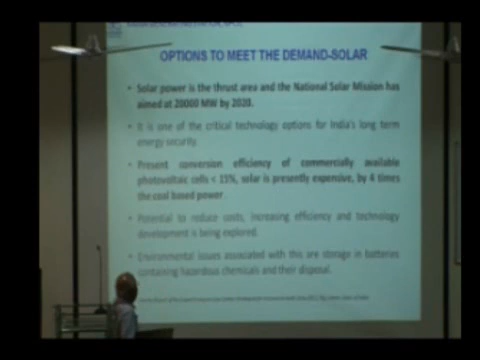 OPTIONS TO MEET THE DEMAND-SOLAR
• Solar power is the thrust area and the National Solar Mission has
aimed at 20000 MW by 2020.
• It is one of the critical technology options for India's long term
energy security.
• Present conversion efficiency of commercially available
photovoltaic cells < 15%, solar is presently expensive, by 4 times
the coal based power.
• Potential to reduce costs, increasing efficiency and technology
development is being explored.
• Environmental issues associated with this are storage in batteries
containing hazardous chemicals and their disposal.